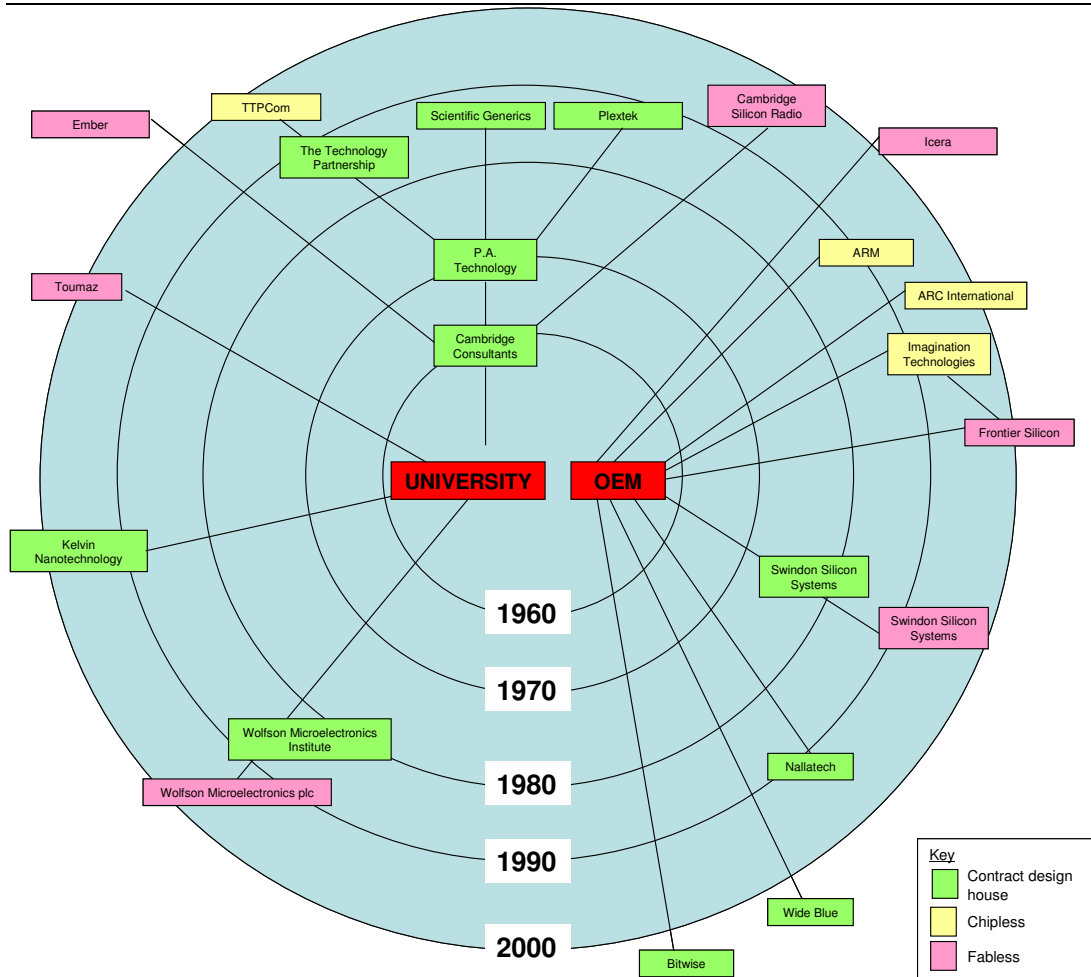 TTPCom
Scientific Generics
Plextek
Cambridge
Silicon Radio
Ember
Icera
The Technology
Partnership
P.A.
Technology
ARM
Toumaz
ARC International
Cambridge
Consultants
Imagination
Technologies
Frontier Silicon
UNIVERSITY
OEM
Kelvin
Nanotechnology
Swindon Silicon
Systems
1960
Swindon Silicon
Systems
1970
Wolfson Microelectronics
Institute
Nallatech
1980
Wolfson Microelectronics plc
1990
Key
Contract design
house
Chipless
Fabless
Wide Blue
2000
Bitwise